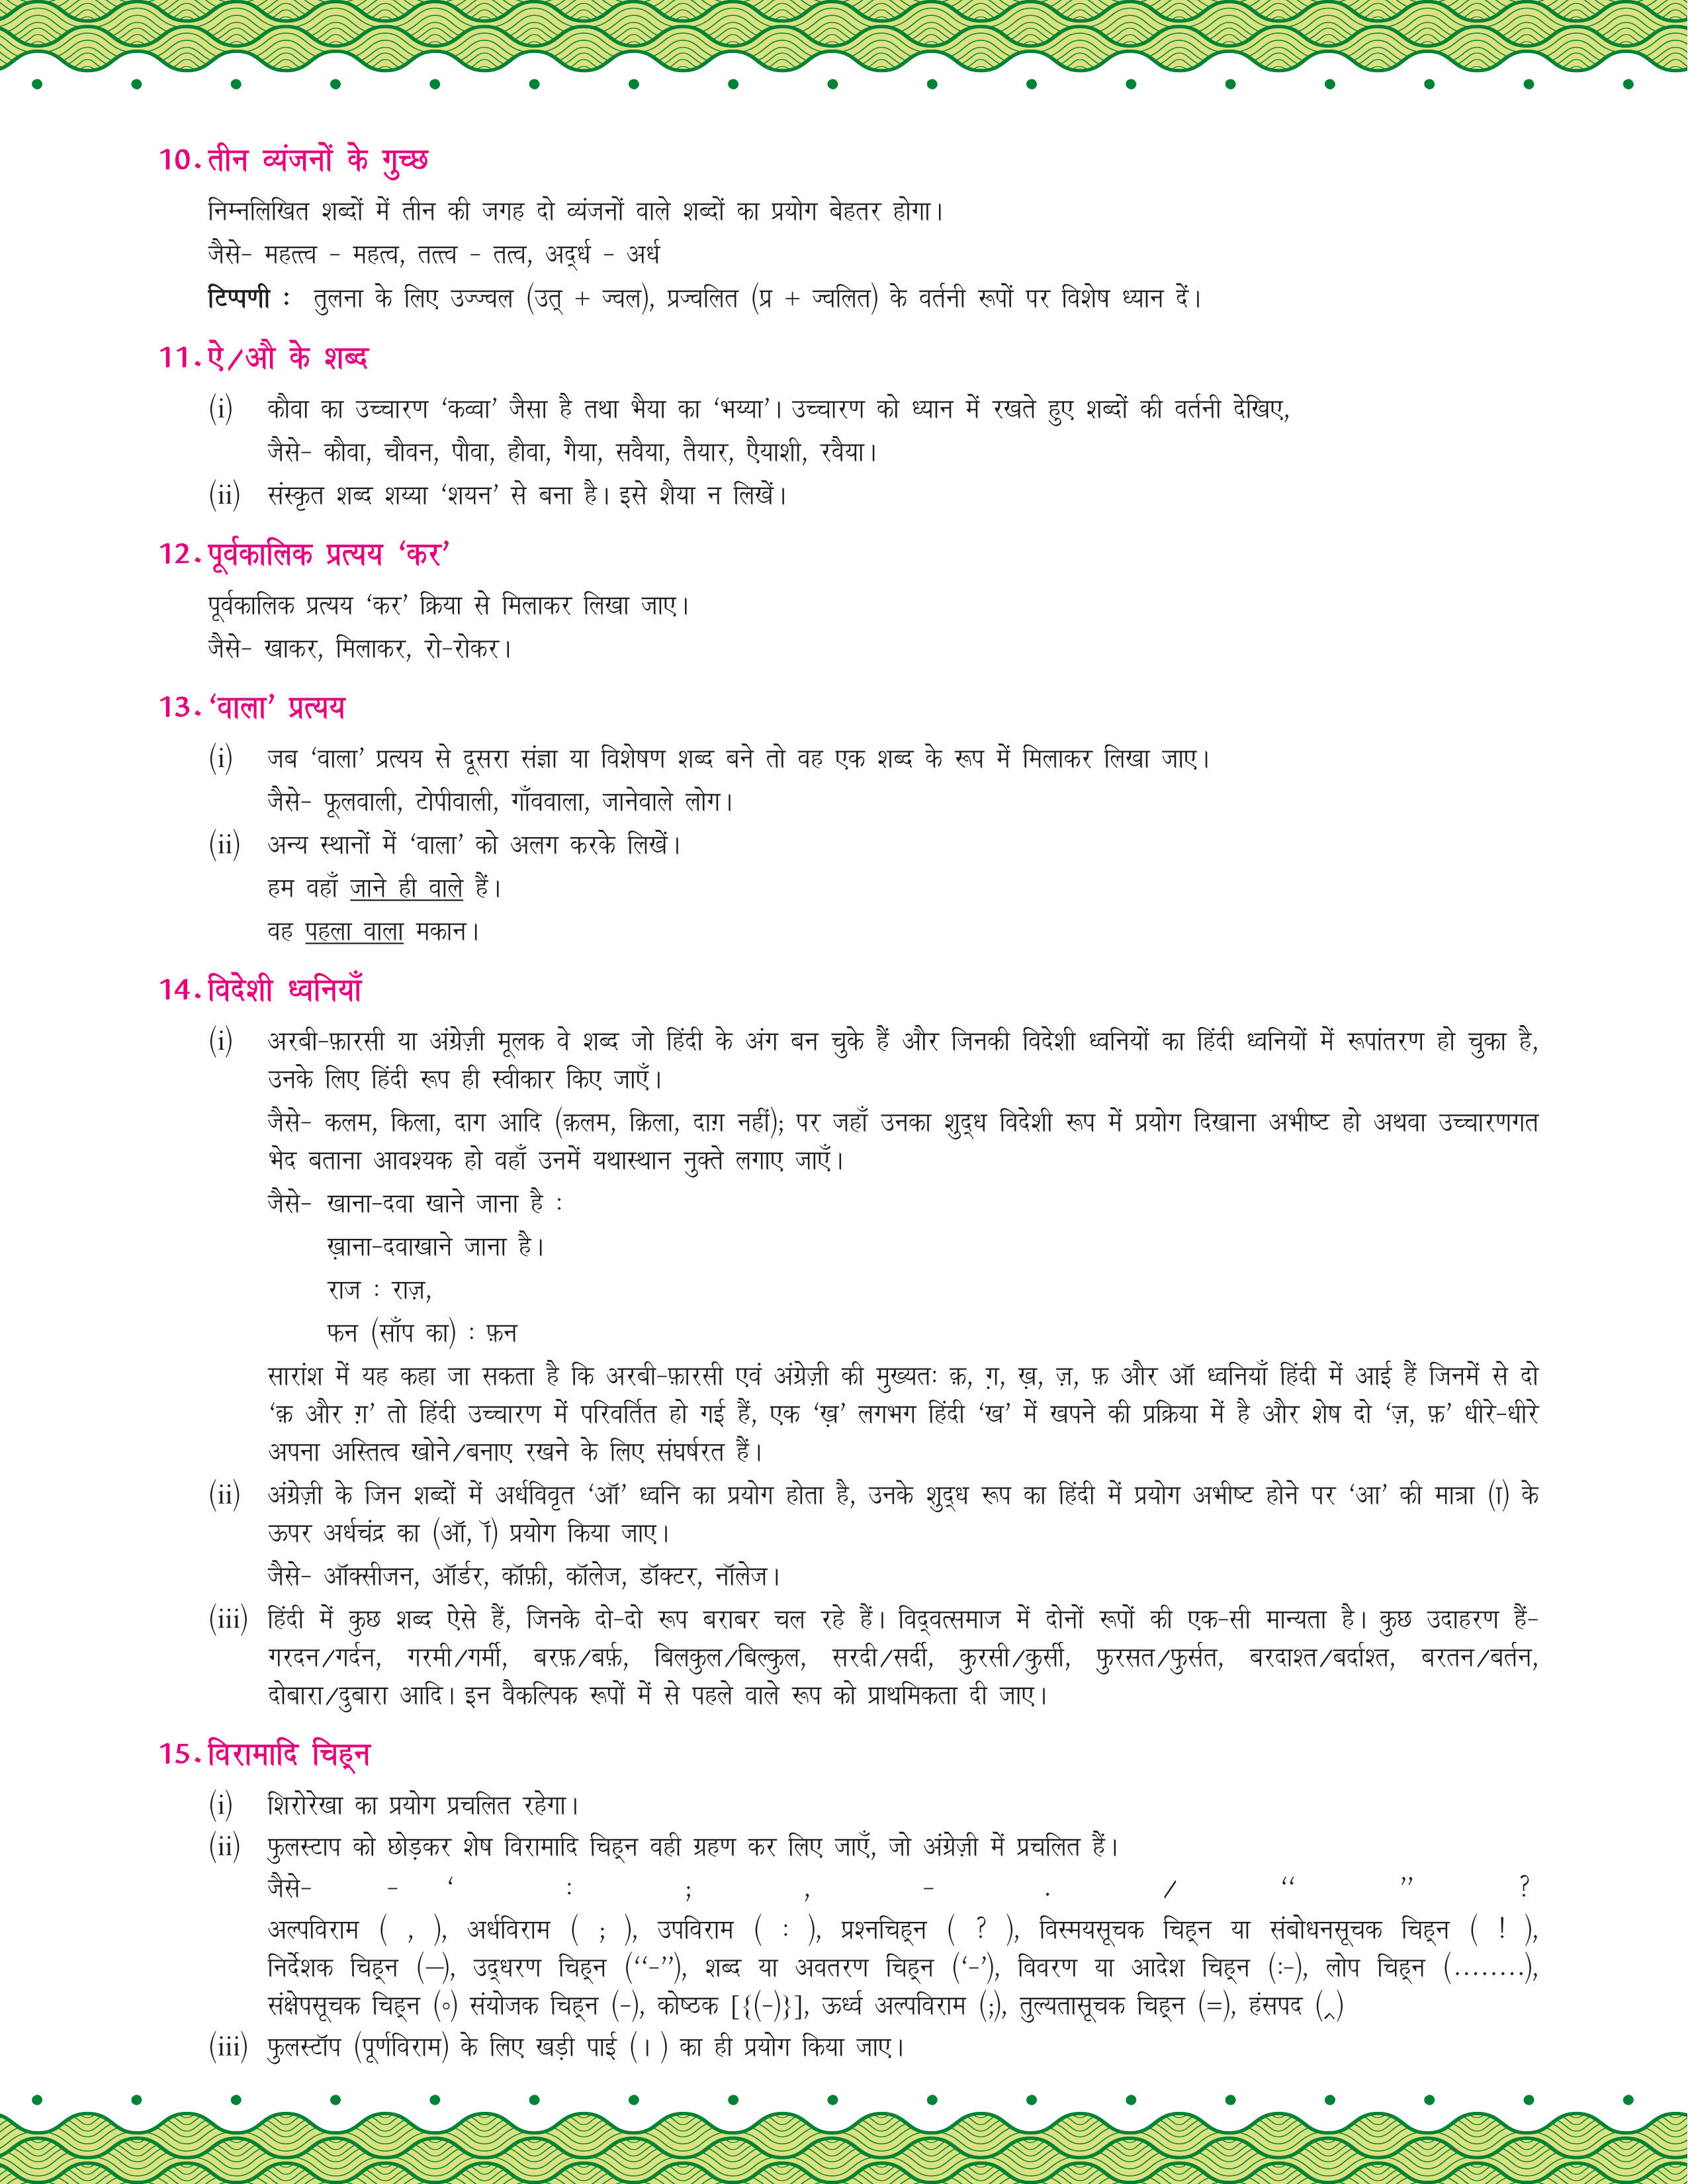 10. तीन व्यंजनों के गुच्छ
निम्नलिखित शब्दों में तीन की जगह दो व्यंजनों वाले शब्दों का प्रयोग बेहतर होगा।
जैसे- महत्त्व - महत्व, तत्त्व - तत्व, अद्र्ध - अर्ध
टिप्पणी : तुलना के लिए उज्ज्वल (उत् + ज्वल), प्रज्वलित (प्र + ज्वलित) के वर्तनी रूपों पर विशेष ध्यान दें।
11. ऐ/औ के शब्द
(i) कौवा का उच्चारण ‘कव्वा’ जैसा है तथा भैया का ‘भय्या’। उच्चारण को ध्यान में रखते हुए शब्दों की वर्तनी देखिए,
जैसे- कौवा, चौवन, पौवा, हौवा, गैया, सवैया, तैयार, एैयाशी, रवैया।
(ii) संस्कृत शब्द शय्या ‘शयन’ से बना है। इसे शैया न लिखें।
12. पूर्वकालिक प्रत्यय ‘कर’
पूर्वकालिक प्रत्यय ‘कर’ क्रिया से मिलाकर लिखा जाए।
जैसे- खाकर, मिलाकर, रो-रोकर।
13. ‘वाला’ प्रत्यय
(i) जब ‘वाला’ प्रत्यय से दूसरा संज्ञा या विशेषण शब्द बने तो वह एक शब्द के रूप में मिलाकर लिखा जाए।
जैसे- फूलवाली, टोपीवाली, गाँववाला, जानेवाले लोग।
(ii) अन्य स्थानों में ‘वाला’ को अलग करके लिखें।
हम वहाँ जाने ही वाले हैं।
वह पहला वाला मकान।
14. विदेशी ध्वनियाँ
(i) अरबी-फ़ारसी या अंग्रेज़ी मूलक वे शब्द जो हिंदी के अंग बन चुके हैं और जिनकी विदेशी ध्वनियों का हिंदी ध्वनियों में रूपांतरण हो चुका है,
उनके लिए हिंदी रूप ही स्वीकार किए जाएँ।
जैसे- कलम, किला, दाग आदि (क़लम, क़िला, दाग़ नहीं); पर जहाँ उनका शुद्ध विदेशी रूप में प्रयोग दिखाना अभीष्ट हो अथवा उच्चारणगत
भेद बताना आवश्यक हो वहाँ उनमें यथास्थान नुक्ते लगाए जाएँ।
जैसे- खाना-दवा खाने जाना है :
ख़ाना-दवाखाने जाना है।
राज : राज़,
फन (साँप का) : फ़न
सारांश में यह कहा जा सकता है कि अरबी-फ़ारसी एवं अंग्रेज़ी की मुख्यतः क़, ग़, ख़, ज़, फ़ और ऑ ध्वनियाँ हिंदी में आई हैं जिनमें से दो
‘क़ और ग़’ तो हिंदी उच्चारण में परिवर्तित हो गई हैं, एक ‘ख़’ लगभग हिंदी ‘ख’ में खपने की प्रक्रिया में है और शेष दो ‘ज़, फ़’ धीरे-धीरे
अपना अस्तित्व खोने/बनाए रखने के लिए संघर्षरत हैं।
(ii) अंग्रेज़ी के जिन शब्दों में अर्धविवृत ‘ऑ’ ध्वनि का प्रयोग होता है, उनके शुद्ध रूप का हिंदी में प्रयोग अभीष्ट होने पर ‘आ’ की मात्रा (ा) के
ऊपर अर्धचंद्र का (ऑ, ॉ) प्रयोग किया जाए।
जैसे- ऑक्सीजन, ऑर्डर, कॉफ़ी, कॉलेज, डॉक्टर, नॉलेज।
(iii) हिंदी में कुछ शब्द ऐसे हैं, जिनके दो-दो रूप बराबर चल रहे हैं। विद्वत्समाज में दोनों रूपों की एक-सी मान्यता है। कुछ उदाहरण हैं-
गरदन/गर्दन, गरमी/गर्मी, बरफ़/बर्फ़, बिलकुल/बिल्कुल, सरदी/सर्दी, कुरसी/कुर्सी, फुरसत/फुर्सत, बरदाश्त/बर्दाश्त, बरतन/बर्तन,
दोबारा/दुबारा आदि। इन वैकल्पिक रूपों में से पहले वाले रूप को प्राथमिकता दी जाए।
15. विरामादि चिह्न
(i) शिरोरेखा का प्रयोग प्रचलित रहेगा।
(ii) फुलस्टाप को छोड़कर शेष विरामादि चिह्न वही ग्रहण कर लिए जाएँ, जो अंग्रेज़ी में प्रचलित हैं।
जैसे- - ‘ : ; , - . / “ ” ?
अल्पविराम ( , ), अर्धविराम ( ; ), उपविराम ( : ), प्रश्नचिह्न ( ? ), विस्मयसूचक चिह्न या संबोधनसूचक चिह्न ( ! ),
निर्देशक चिह्न (—), उद्धरण चिह्न (“-”), शब्द या अवतरण चिह्न (‘-’), विवरण या आदेश चिह्न (:-), लोप चिह्न (........),
संक्षेपसूचक चिह्न (॰) संयोजक चिह्न (-), कोष्ठक [{(-)}], ऊर्ध्व अल्पविराम (;), तुल्यतासूचक चिह्न (=), हंसपद (‸)
(iii) फुलस्टॉप (पूर्णविराम) के लिए खड़ी पाई (। ) का ही प्रयोग किया जाए।